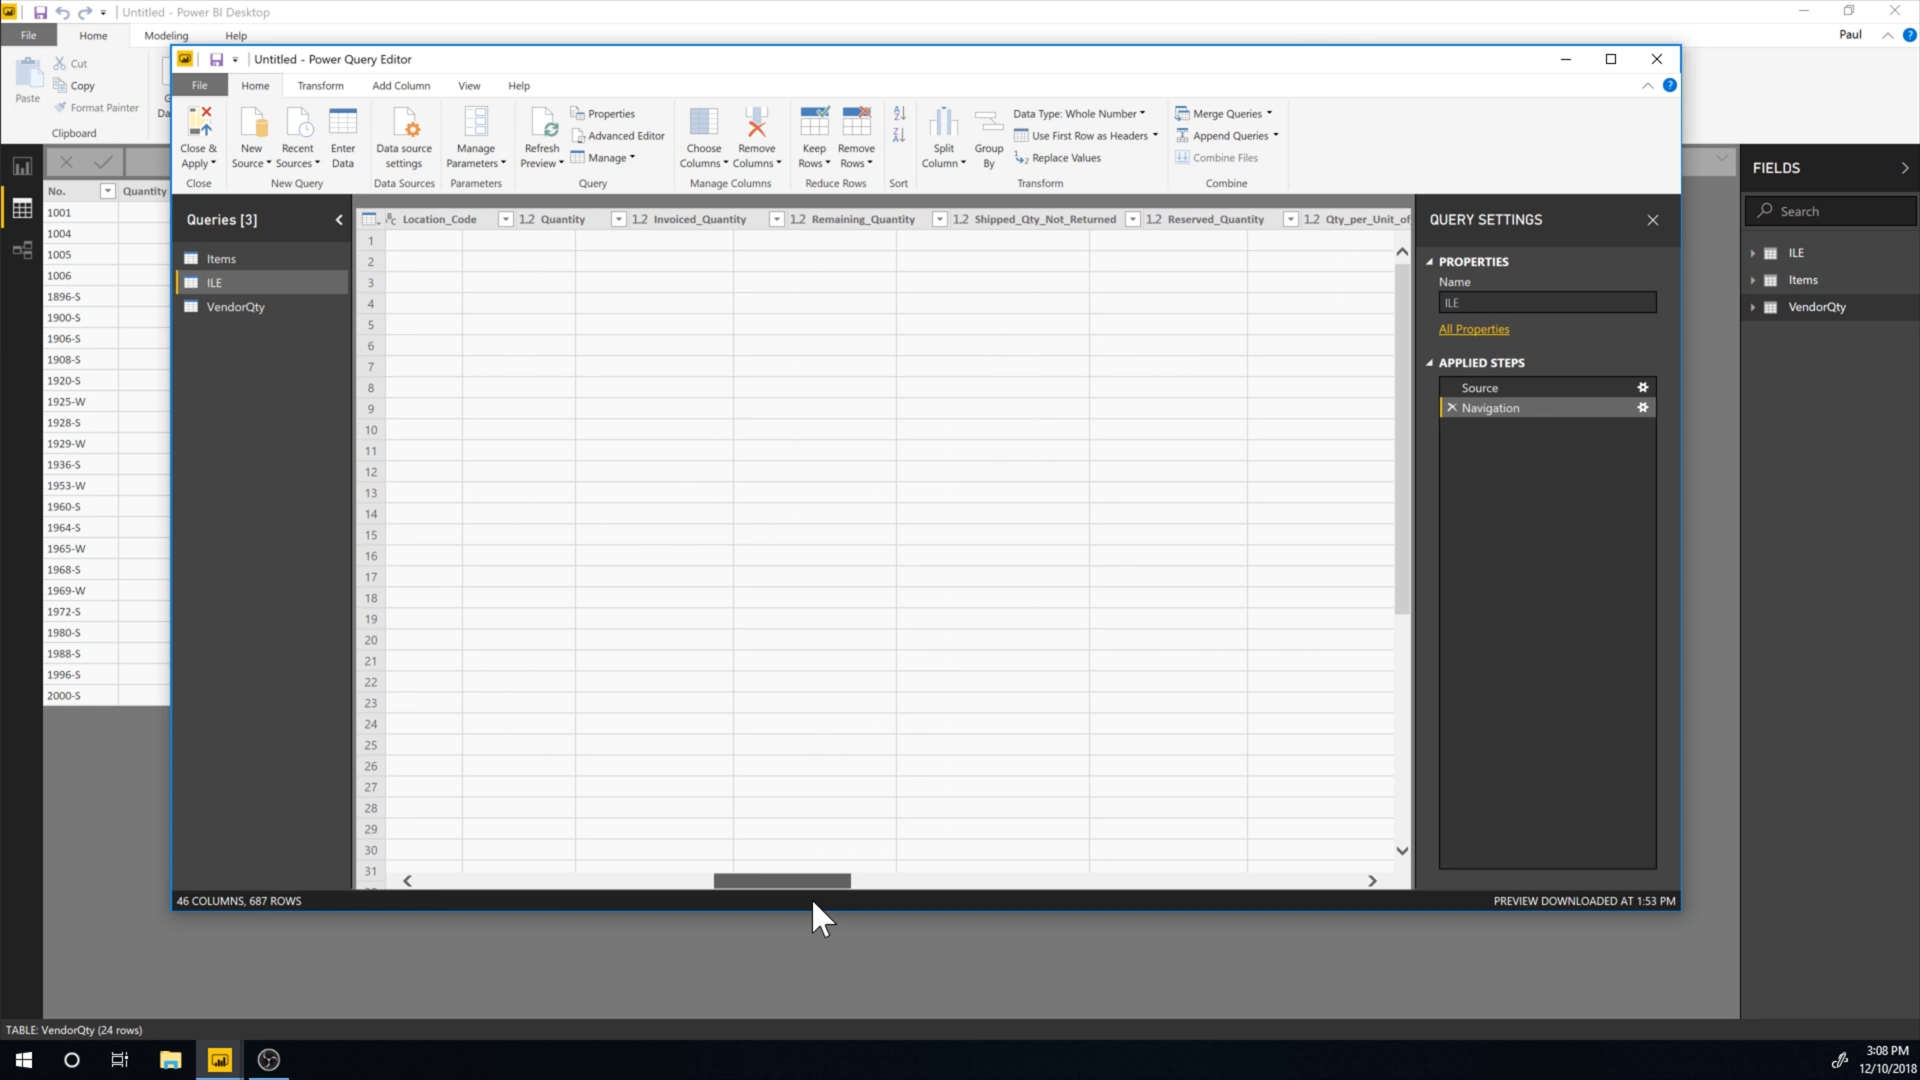 Untitled - Power BI Desktop
File Home Modeling Help Paul
Paste
Cut
Copy
Format Painter
Clipboard
Untitled - Power Query Editor
File Home Transform Add Column View Help
Close & Apply
Close
New Source
Recent Sources
Enter Data
New Query
Data source settings
Data Sources
Manage Parameters
Parameters
Refresh Preview
Properties
Advanced Editor
Manage
Query
Choose Columns
Remove Columns
Manage Columns
Keep Rows
Remove Rows
Reduce Rows
Sort
Split Column
Group By
Data Type: Whole Number
Use First Row as Headers
Replace Values
Transform
Merge Queries
Append Queries
Combine Files
Combine
No. Quantity
1001
1004
1005
1006
1896-S
1900-S
1906-S
1908-S
1920-S
1925-W
1928-S
1929-W
1936-S
1953-W
1960-S
1964-S
1965-W
1968-S
1969-W
1972-S
1980-S
1988-S
1996-S
2000-S
Queries [3]
Items
ILE
VendorQty
Location_Code 1.2 Quantity 1.2 Invoiced_Quantity 1.2 Remaining_Quantity 1.2 Shipped_Qty_Not_Returned 1.2 Reserved_Quantity 1.2 Qty_per_Unit_of
1
2
3
4
5
6
7
8
9
10
11
12
13
14
15
16
17
18
19
20
21
22
23
24
25
26
27
28
29
30
31
QUERY SETTINGS
PROPERTIES
Name
ILE
All Properties
APPLIED STEPS
Source
Navigation
46 COLUMNS, 687 ROWS
PREVIEW DOWNLOADED AT 1:53 PM
FIELDS
Search
ILE
Items
VendorQty
TABLE: VendorQty (24 rows)
3:08 PM
12/10/2018